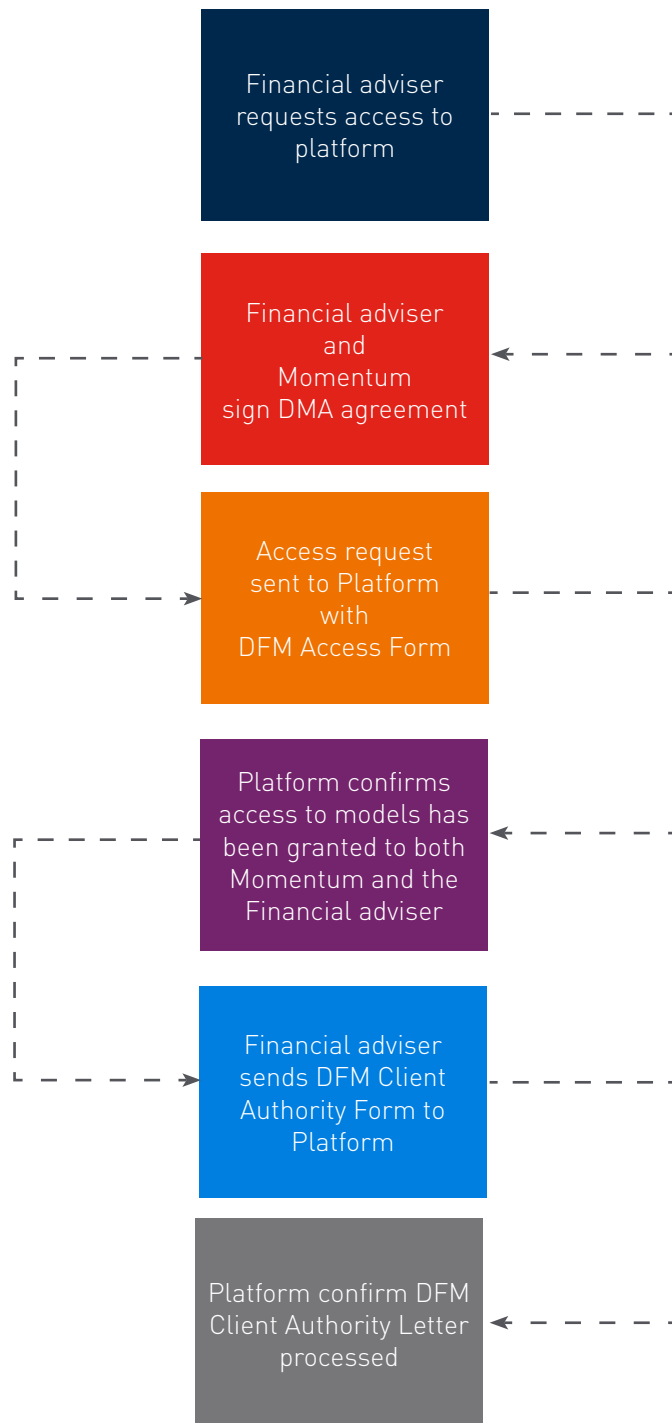 Financial adviser
requests access to
platform
Financial adviser
and
Momentum
sign DMA agreement
Access request
sent to Platform
with
DFM Access Form
Platform confirms
access to models has
been granted to both
Momentum and the
Financial adviser
Financial adviser
sends DFM Client
Authority Form to
Platform
Platform confirm DFM
Client Authority Letter
processed